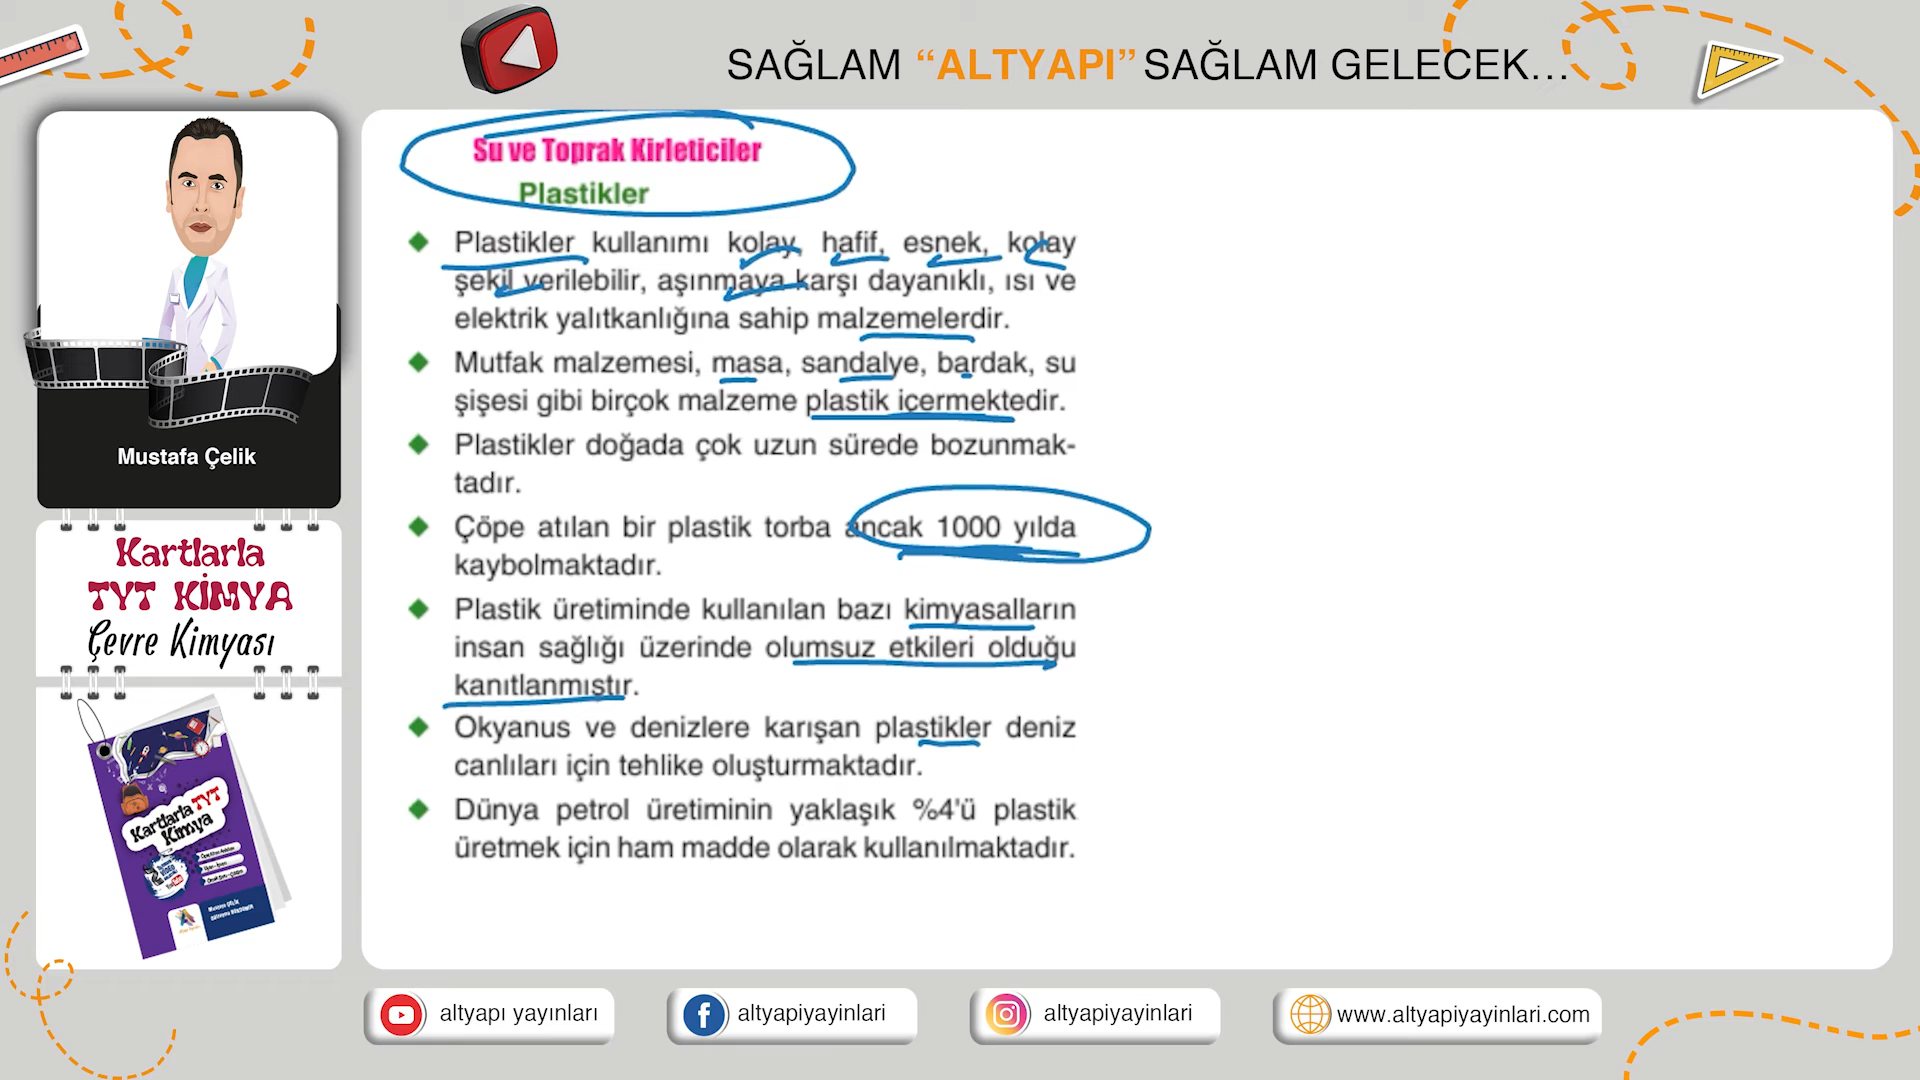 SAĞLAM “ALTYAPI” SAĞLAM GELECEK...
Su ve Toprak Kirleticiler
Plastikler
Plastikler kullanımı kolay, hafif, esnek, kolay
şekil verilebilir, aşınmaya karşı dayanıklı, ısı ve
elektrik yalıtkanlığına sahip malzemelerdir.
Mutfak malzemesi, masa, sandalye, bardak, su
şişesi gibi birçok malzeme plastik içermektedir.
Plastikler doğada çok uzun sürede bozunmak-
tadır.
Çöpe atılan bir plastik torba ancak 1000 yılda
kaybolmaktadır.
Plastik üretiminde kullanılan bazı kimyasalların
insan sağlığı üzerinde olumsuz etkileri olduğu
kanıtlanmıştır.
Okyanus ve denizlere karışan plastikler deniz
canlıları için tehlike oluşturmaktadır.
Dünya petrol üretiminin yaklaşık %4'ü plastik
üretmek için ham madde olarak kullanılmaktadır.
Mustafa Çelik
Kartlarla
TYT KİMYA
Çevre Kimyası
Kartlarla TYT
Kimya
altyapı yayınları
altyapiyayinlari
altyapiyayinlari
www.altyapiyayinlari.com